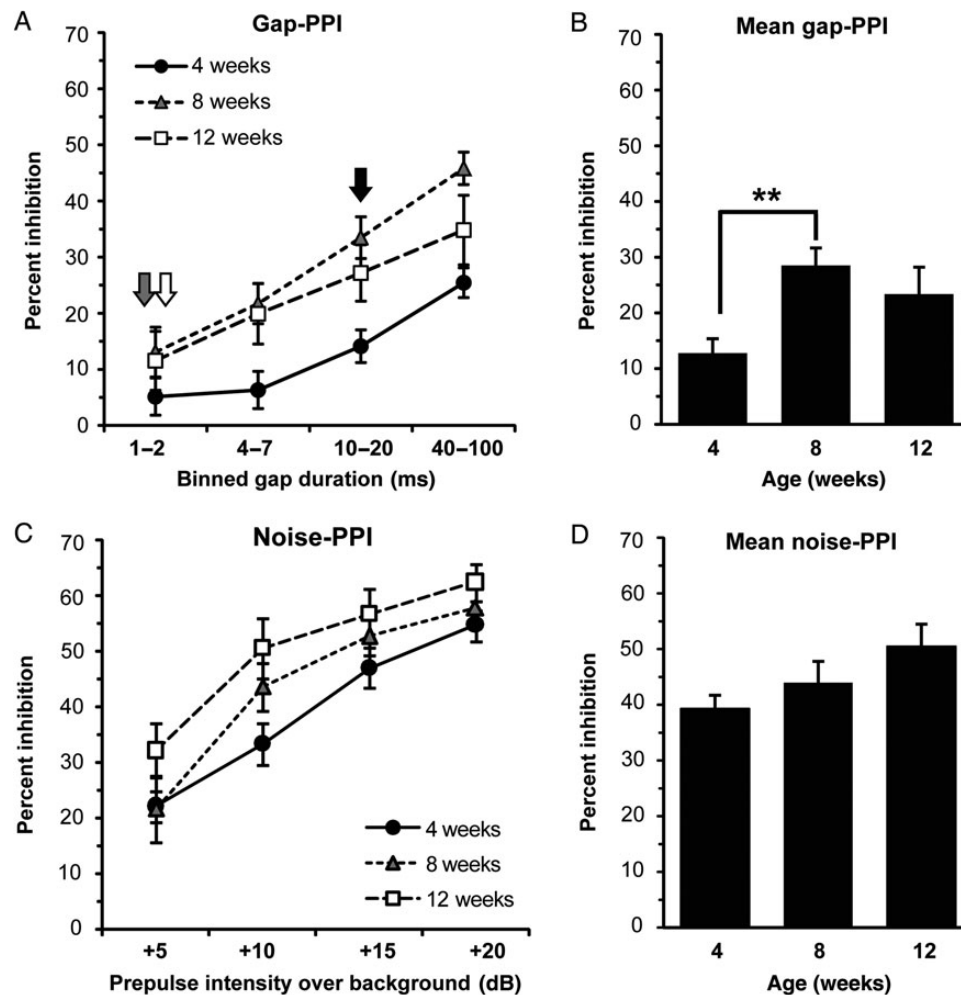 A
Gap-PPI
70
60
50
40
30
20
10
0
Percent inhibition
4 weeks
8 weeks
12 weeks
1–2
4–7
10–20
40–100
Binned gap duration (ms)
B
Mean gap-PPI
70
60
50
40
30
20
10
0
Percent inhibition
**
4
8
12
Age (weeks)
C
Noise-PPI
70
60
50
40
30
20
10
0
Percent inhibition
4 weeks
8 weeks
12 weeks
+5
+10
+15
+20
Prepulse intensity over background (dB)
D
Mean noise-PPI
70
60
50
40
30
20
10
0
Percent inhibition
4
8
12
Age (weeks)